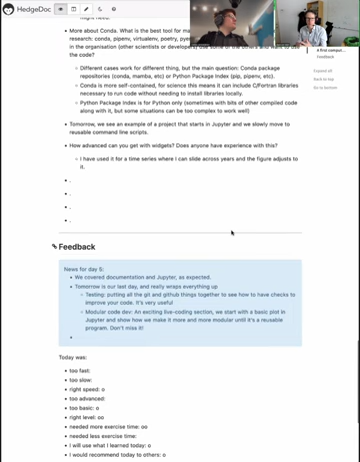 HedgeDoc
might need.
More about Conda. What is the best tool for
research: conda, pipenv, virtualenv, poetry,
in the organisation (other scientists or developers) use
the code?
Different cases work for different thing, but the main question: Conda package
repositories (conda, mamba, etc) or Python Package Index (pip, pipenv, etc).
Conda is more self-contained, for science this means it can include C/Fortran libraries
necessary to run code without needing to install libraries locally.
Python Package Index is for Python only (sometimes with bits of other compiled code
along with it, but some situations can be too complex to work well)
Tomorrow, we see an example of a project that starts in Jupyter and we slowly move to
reusable command line scripts.
How advanced can you get with widgets? Does anyone have experience with this?
I have used it for a time series where I can slide across years and the figure adjusts to
it.
.
.
.
.
Feedback
News for day 5:
We covered documentation and Jupyter, as expected.
Tomorrow is our last day, and really wraps everything up
Testing: putting all the git and github things together to see how to have checks to
improve your code. It's very useful!
Modular code dev: An exciting live-coding section, we start with a basic plot in
Jupyter and show how we make it more and more modular until it's a reusable
program. Don't miss it!
Today was:
too fast:
too slow:
right speed: o
too advanced:
too basic: o
right level: oo
needed more exercise time: oo
needed less exercise time:
I will use what I learned today: o
I would recommend today to others: o
Feedback
Expand all
Back to top
Go to bottom